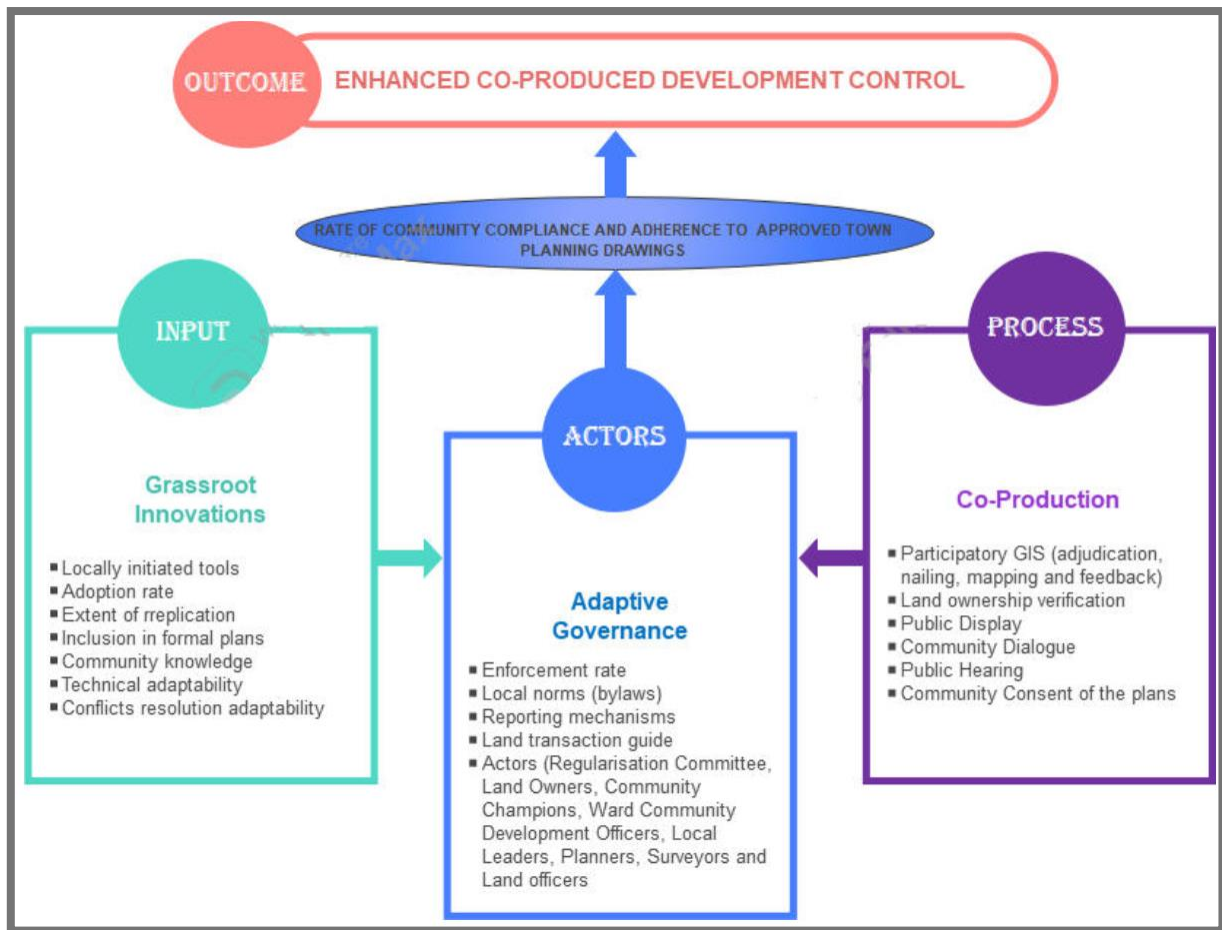 OUTCOME
ENHANCED CO-PRODUCED DEVELOPMENT CONTROL
RATE OF COMMUNITY COMPLIANCE AND ADHERENCE TO APPROVED TOWN
PLANNING DRAWINGS
INPUT
Grassroot
Innovations
▪ Locally initiated tools
▪ Adoption rate
▪ Extent of rreplication
▪ Inclusion in formal plans
▪ Community knowledge
▪ Technical adaptability
▪ Conflicts resolution adaptability
ACTORS
Adaptive
Governance
▪ Enforcement rate
▪ Local norms (bylaws)
▪ Reporting mechanisms
▪ Land transaction guide
▪ Actors (Regularisation Committee,
Land Owners, Community
Champions, Ward Community
Development Officers, Local
Leaders, Planners, Surveyors and
Land officers
PROCESS
Co-Production
▪ Participatory GIS (adjudication,
nailing, mapping and feedback)
▪ Land ownership verification
▪ Public Display
▪ Community Dialogue
▪ Public Hearing
▪ Community Consent of the plans